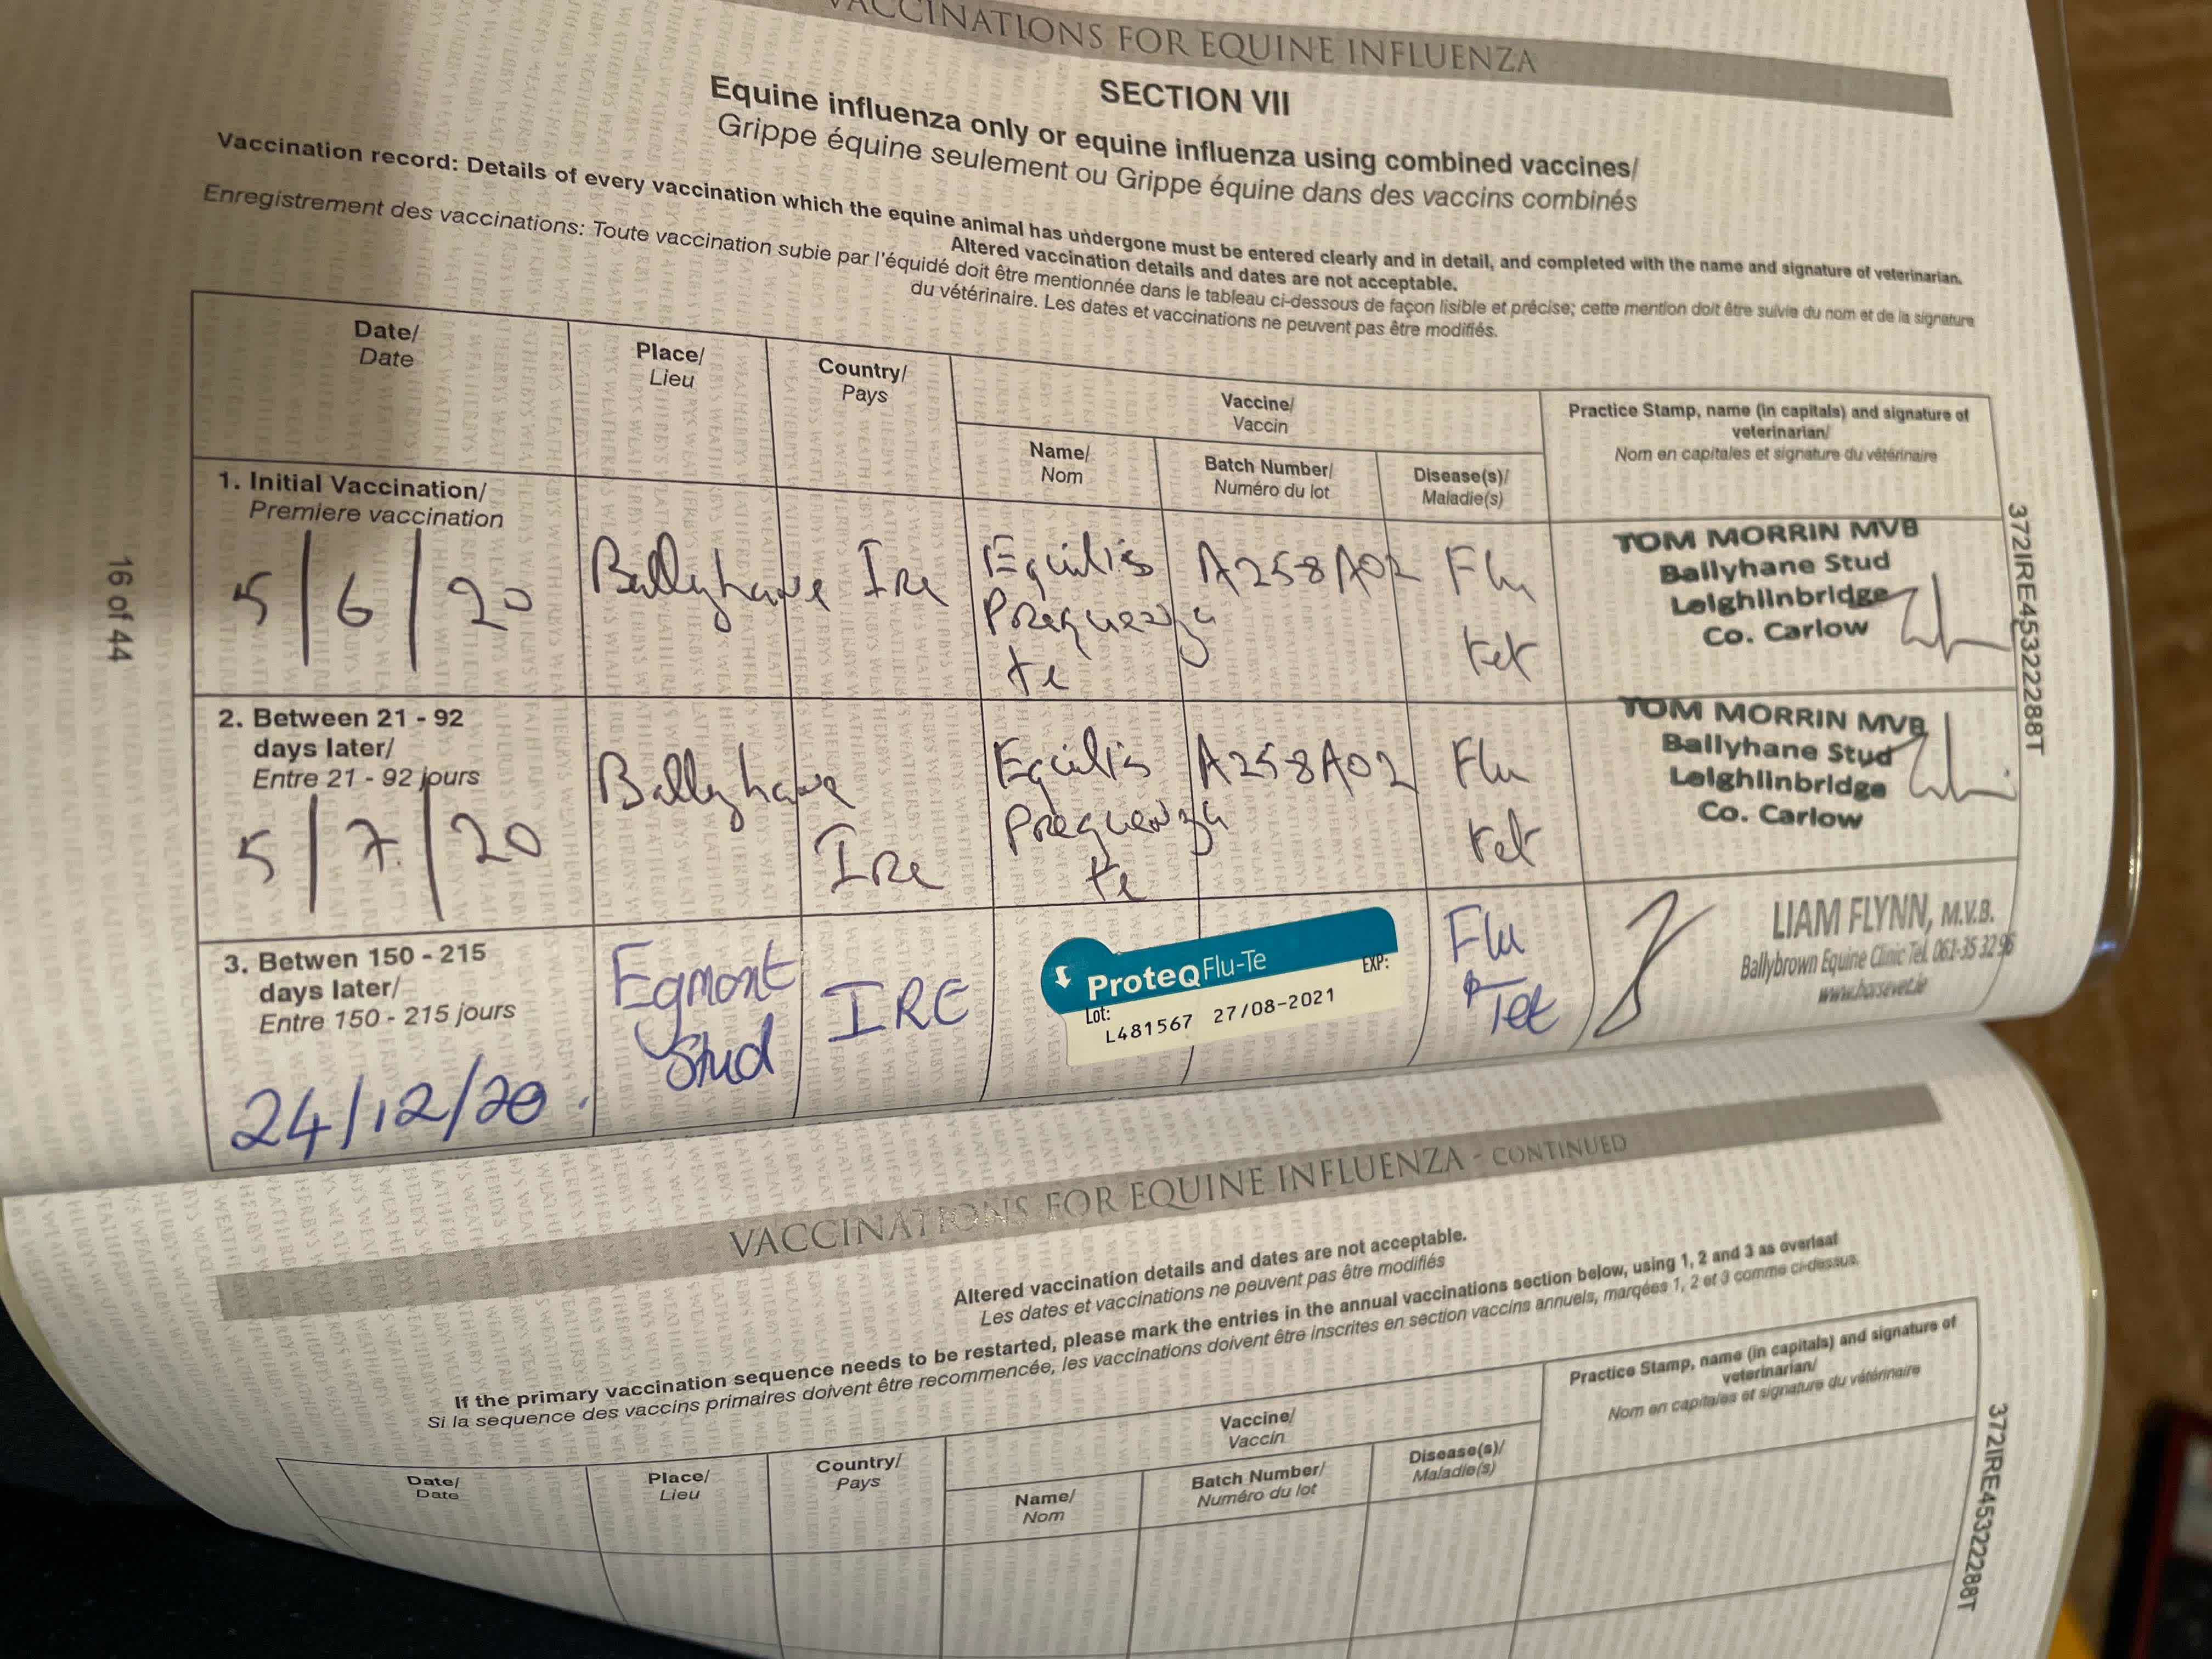 VACCINATIONS FOR EQUINE INFLUENZA
SECTION VII
Equine influenza only or equine influenza using combined vaccines/
Grippe équine seulement ou Grippe équine dans des vaccins combinés
Vaccination record: Details of every vaccination which the equine animal has undergone must be entered clearly and in detail, and completed with the name and signature of veterinarian.
Altered vaccination details and dates are not acceptable.
Enregistrement des vaccinations: Toute vaccination subie par l'équidé doit être mentionnée dans le tableau ci-dessous de façon lisible et précise; cette mention doit être suivie du nom et de la signature
du vétérinaire. Les dates et vaccinations ne peuvent pas être modifiés.
Date/
Date
Place/
Lieu
Country/
Pays
Vaccine/
Vaccin
Name/
Nom
Batch Number/
Numéro du lot
Disease(s)/
Maladie(s)
Practice Stamp, name (in capitals) and signature of
veterinarian/
Nom en capitales et signature du vétérinaire
1. Initial Vaccination/
Premiere vaccination
5/6/20
Ballyhane
Ire
Equilis
Prequenza
te
A258A02
Flu
tet
TOM MORRIN MVB
Ballyhane Stud
Leighlinbridge
Co. Carlow
2. Between 21 - 92
days later/
Entre 21 - 92 jours
5/7/20
Ballyhane
Ire
Equilis
Prequenza
te
A258A02
Flu
tet
TOM MORRIN MVB
Ballyhane Stud
Leighlinbridge
Co. Carlow
3. Betwen 150 - 215
days later/
Entre 150 - 215 jours
24/12/20
Egmont
Stud
IRE
ProteQ Flu-Te
Lot:
EXP:
L481567 27/08-2021
Flu
& Tet
LIAM FLYNN, M.V.B.
Ballybrown Equine Clinic Tel. 061-35 32 96
www.horsevet.ie
16 of 44
372IRE45322288T
VACCINATIONS FOR EQUINE INFLUENZA - CONTINUED
Altered vaccination details and dates are not acceptable.
Les dates et vaccinations ne peuvent pas être modifiés
If the primary vaccination sequence needs to be restarted, please mark the entries in the annual vaccinations section below, using 1, 2 and 3 as overleaf
Si la sequence des vaccins primaires doivent être recommencée, les vaccinations doivent être inscrites en section vaccins annuels, marqées 1, 2 et 3 comme ci-dessus.
Date/
Date
Place/
Lieu
Country/
Pays
Vaccine/
Vaccin
Name/
Nom
Batch Number/
Numéro du lot
Disease(s)/
Maladie(s)
Practice Stamp, name (in capitals) and signature of
veterinarian/
Nom en capitales et signature du vétérinaire
372IRE45322288T